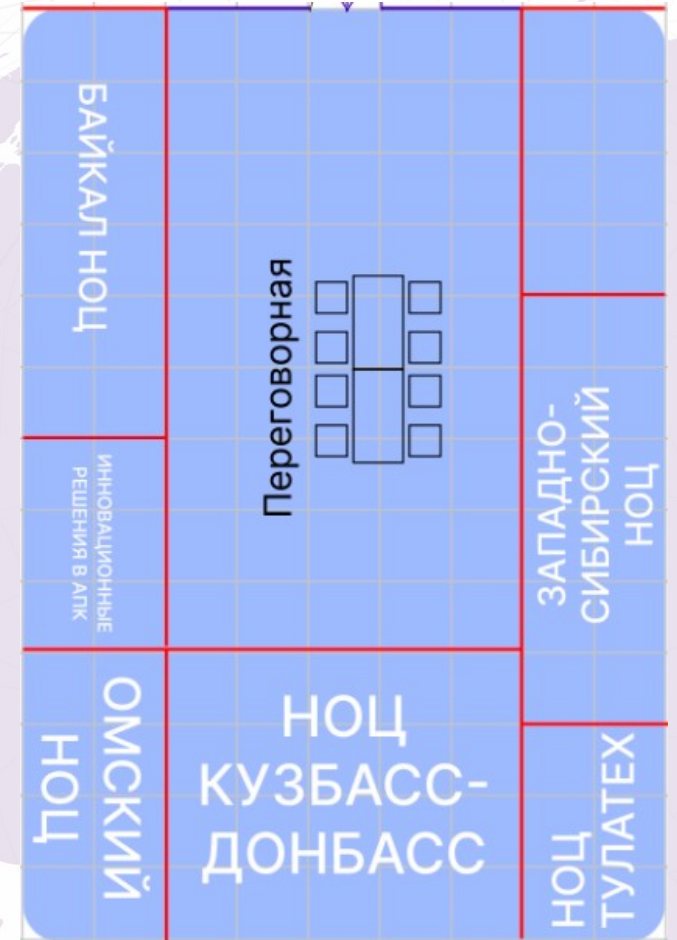 БАЙКАЛ НОЦ
Переговорная
ЗАПАДНО-
СИБИРСКИЙ
НОЦ
ИННОВАЦИОННЫЕ
РЕШЕНИЯ В АПК
ОМСКИЙ
НОЦ
НОЦ
КУЗБАСС-
ДОНБАСС
НОЦ
ТУЛАТЕХ